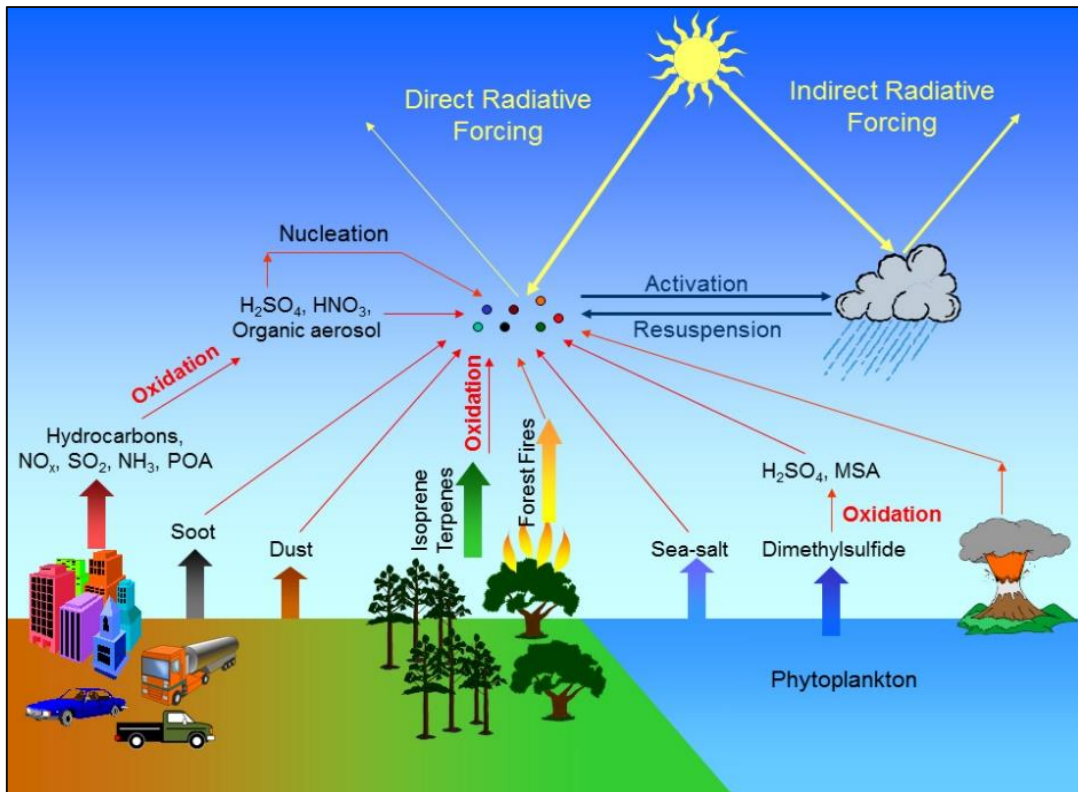 Direct Radiative
Forcing
Indirect Radiative
Forcing
Nucleation
H₂SO₄, HNO₃,
Organic aerosol
Activation
Resuspension
Oxidation
Hydrocarbons,
NOₓ, SO₂, NH₃, POA
Soot
Dust
Isoprene
Terpenes
Oxidation
Forest Fires
Sea-salt
H₂SO₄, MSA
Oxidation
Dimethylsulfide
Phytoplankton